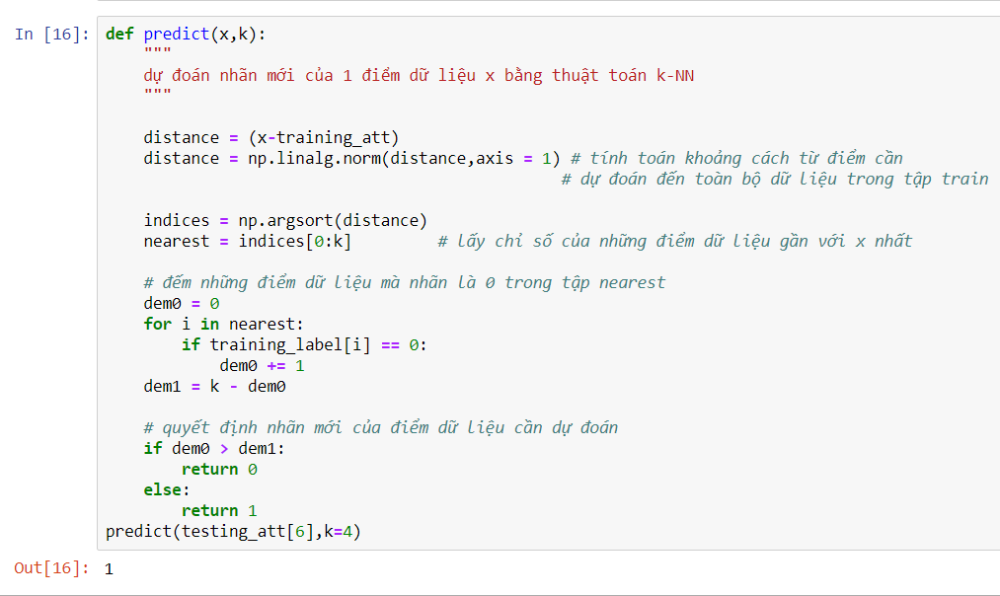 In [16]: def predict(x,k):
"""
dự đoán nhãn mới của 1 điểm dữ liệu x bằng thuật toán k-NN
"""
distance = (x-training_att)
distance = np.linalg.norm(distance,axis = 1) # tính toán khoảng cách từ điểm cần
# dự đoán đến toàn bộ dữ liệu trong tập train
indices = np.argsort(distance)
nearest = indices[0:k] # lấy chỉ số của những điểm dữ liệu gần với x nhất
# đếm những điểm dữ liệu mà nhãn là 0 trong tập nearest
dem0 = 0
for i in nearest:
if training_label[i] == 0:
dem0 += 1
dem1 = k - dem0
# quyết định nhãn mới của điểm dữ liệu cần dự đoán
if dem0 > dem1:
return 0
else:
return 1
predict(testing_att[6],k=4)
Out[16]: 1